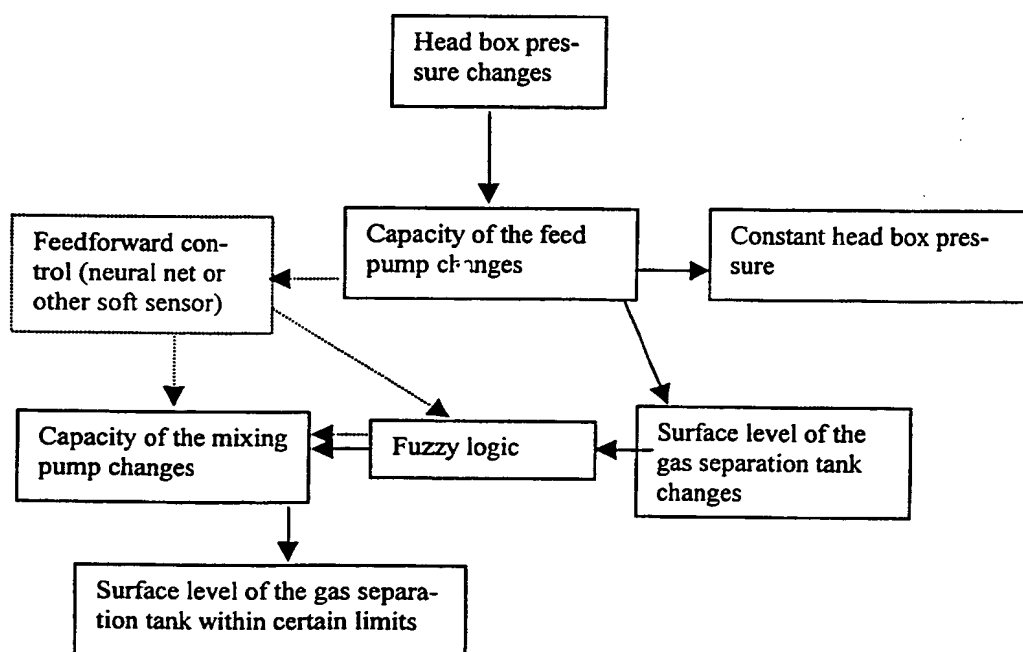 Head box pres-
sure changes
Feedforward con-
trol (neural net or
other soft sensor)
Capacity of the feed
pump changes
Constant head box pres-
sure
Capacity of the mixing
pump changes
Fuzzy logic
Surface level of the
gas separation tank
changes
Surface level of the gas separa-
tion tank within certain limits